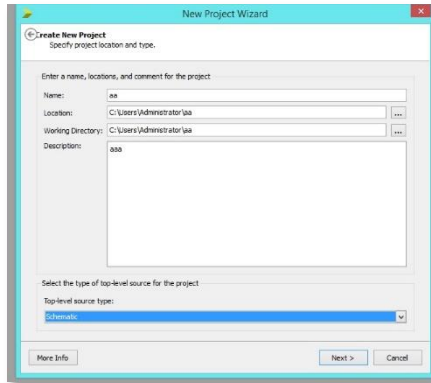 New Project Wizard
Create New Project
Specify project location and type.
Enter a name, locations, and comment for the project
Name:
aa
Location:
C:\Users\Administrator\aa
...
Working Directory:
C:\Users\Administrator\aa
...
Description:
aaa
Select the type of top-level source for the project
Top-level source type:
Schematic
More Info
Next >
Cancel